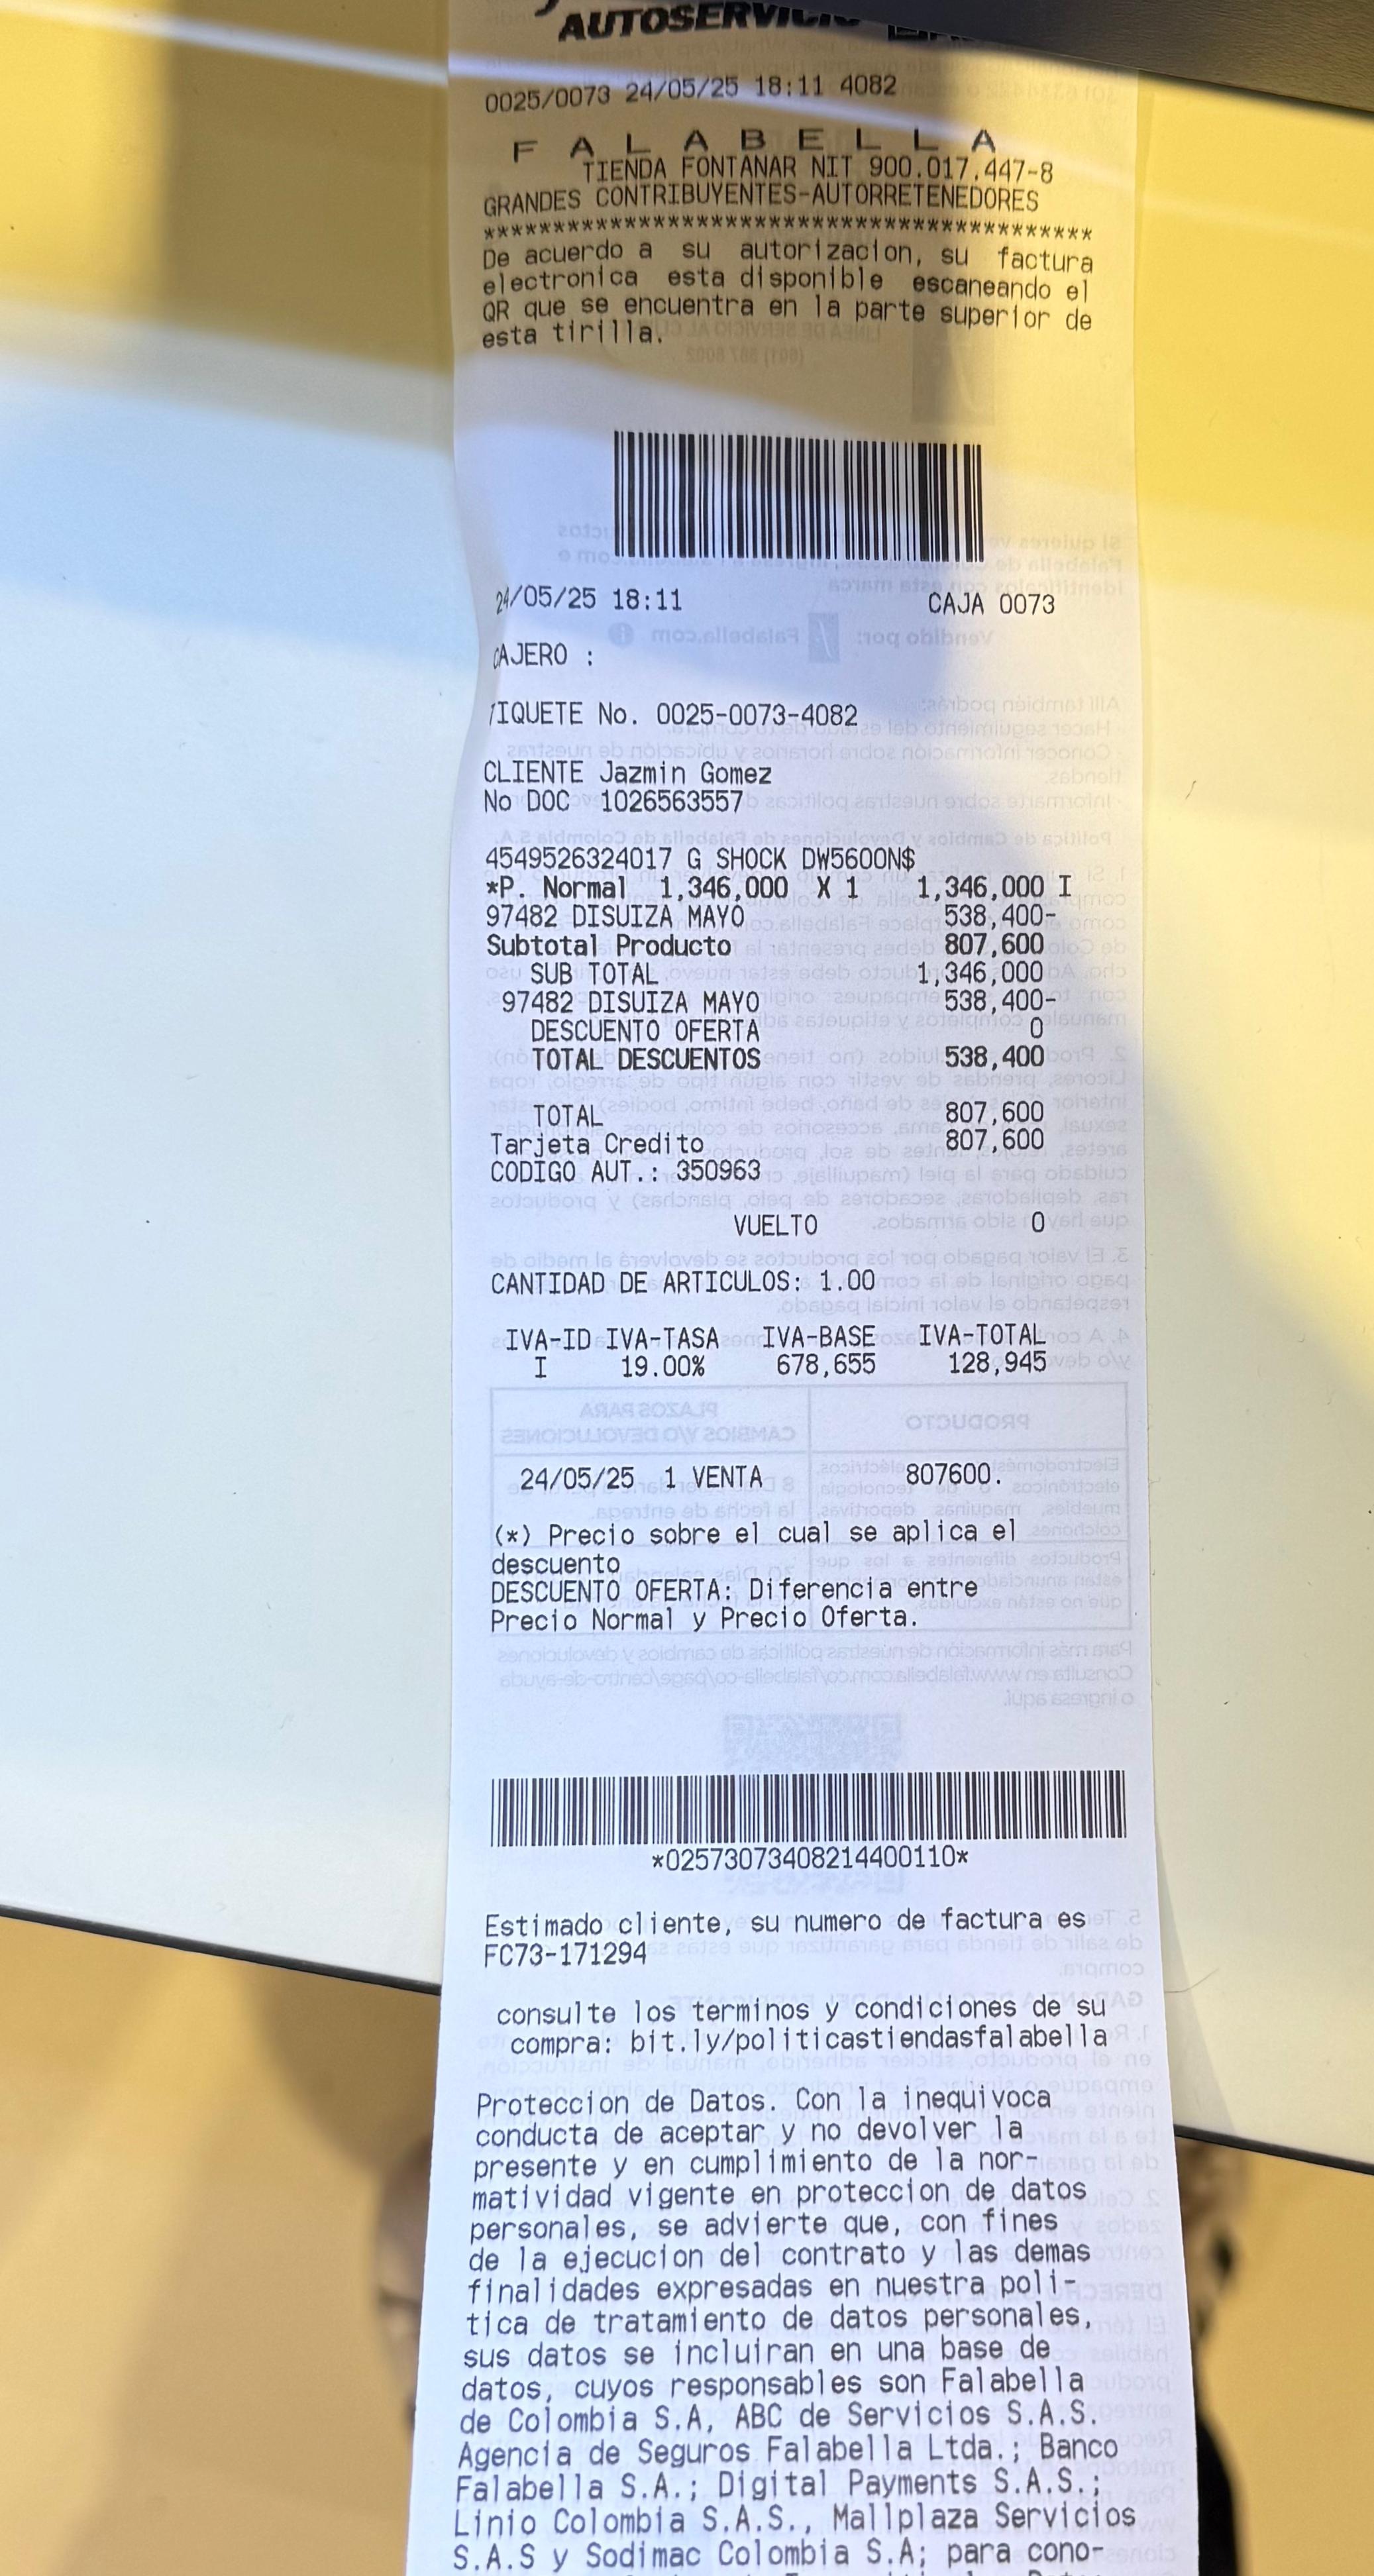 AUTOSERVICIO
0025/0073 24/05/25 18:11 4082
F A L A B E L L A
TIENDA FONTANAR NIT 900.017.447-8
GRANDES CONTRIBUYENTES-AUTORRETENEDORES
********************************************
De acuerdo a su autorizacion, su factura
electronica esta disponible escaneando el
QR que se encuentra en la parte superior de
esta tirilla.
24/05/25 18:11 CAJA 0073
CAJERO :
TIQUETE No. 0025-0073-4082
CLIENTE Jazmin Gomez
No DOC 1026563557
4549526324017 G SHOCK DW5600N$
*P. Normal 1,346,000 X 1 1,346,000 I
97482 DISUIZA MAYO 538,400-
Subtotal Producto 807,600
SUB TOTAL 1,346,000
97482 DISUIZA MAYO 538,400-
DESCUENTO OFERTA 0
TOTAL DESCUENTOS 538,400
TOTAL 807,600
Tarjeta Credito 807,600
CODIGO AUT.: 350963
VUELTO 0
CANTIDAD DE ARTICULOS: 1.00
IVA-ID IVA-TASA IVA-BASE IVA-TOTAL
I 19.00% 678,655 128,945
24/05/25 1 VENTA 807600.
(*) Precio sobre el cual se aplica el
descuento
DESCUENTO OFERTA: Diferencia entre
Precio Normal y Precio Oferta.
*02573073408214400110*
Estimado cliente, su numero de factura es
FC73-171294
consulte los terminos y condiciones de su
compra: bit.ly/politicastiendasfalabella
Proteccion de Datos. Con la inequivoca
conducta de aceptar y no devolver la
presente y en cumplimiento de la nor-
matividad vigente en proteccion de datos
personales, se advierte que, con fines
de la ejecucion del contrato y las demas
finalidades expresadas en nuestra poli-
tica de tratamiento de datos personales,
sus datos se incluiran en una base de
datos, cuyos responsables son Falabella
de Colombia S.A, ABC de Servicios S.A.S.
Agencia de Seguros Falabella Ltda.; Banco
Falabella S.A.; Digital Payments S.A.S.;
Linio Colombia S.A.S., Mallplaza Servicios
S.A.S y Sodimac Colombia S.A; para cono-